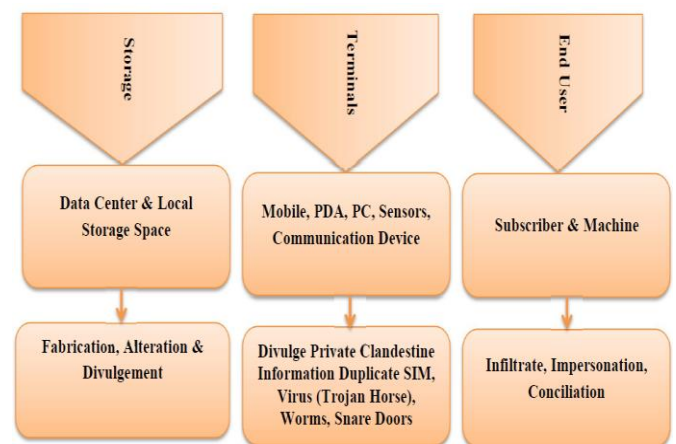 Storage
Data Center & Local
Storage Space
Fabrication, Alteration &
Divulgement
Terminals
Mobile, PDA, PC, Sensors,
Communication Device
Divulge Private Clandestine
Information Duplicate SIM,
Virus (Trojan Horse),
Worms, Snare Doors
End User
Subscriber & Machine
Infiltrate, Impersonation,
Conciliation